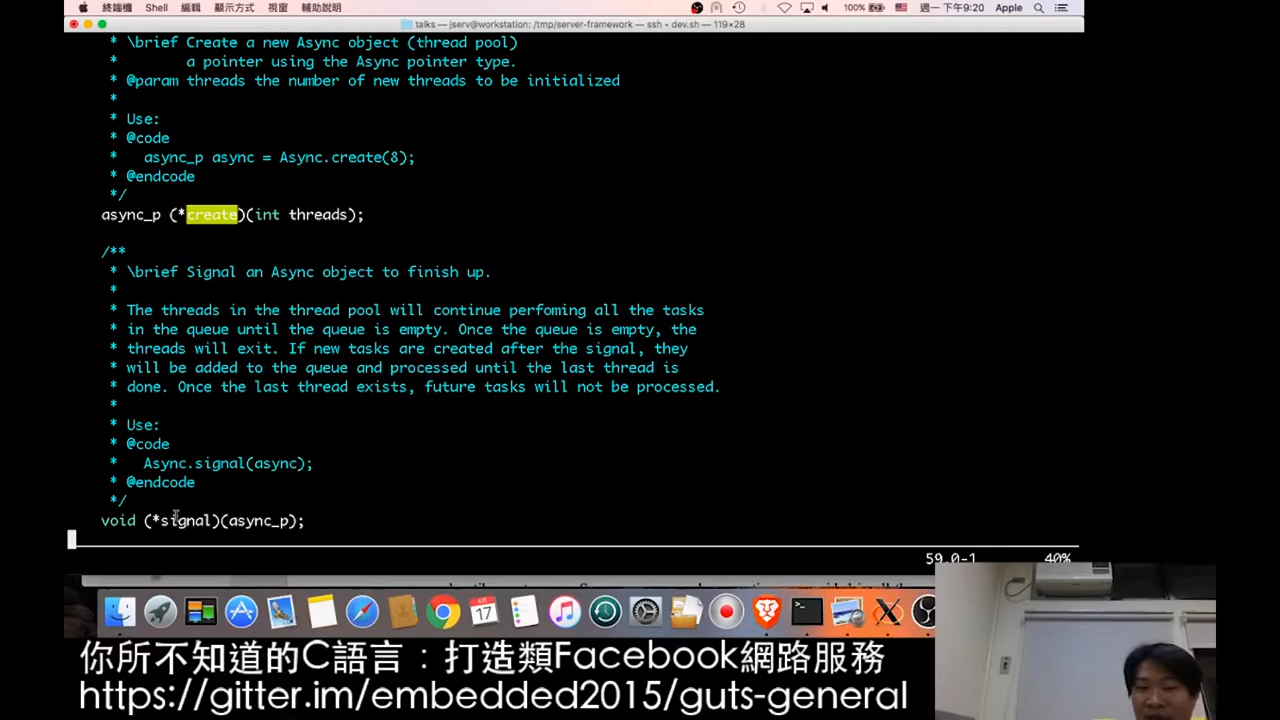 終端機 Shell 編輯 顯示方式 視窗 輔助說明 100% 週一 下午9:20 Apple
talks — jserv@workstation: /tmp/server-framework — ssh • dev.sh — 119×28
* \brief Create a new Async object (thread pool)
* a pointer using the Async pointer type.
* @param threads the number of new threads to be initialized
*
* Use:
* @code
* async_p async = Async.create(8);
* @endcode
*/
async_p (*create)(int threads);
/**
* \brief Signal an Async object to finish up.
*
* The threads in the thread pool will continue perfoming all the tasks
* in the queue until the queue is empty. Once the queue is empty, the
* threads will exit. If new tasks are created after the signal, they
* will be added to the queue and processed until the last thread is
* done. Once the last thread exists, future tasks will not be processed.
*
* Use:
* @code
* Async.signal(async);
* @endcode
*/
void (*signal)(async_p);
59,0-1 40%
17
你所不知道的C語言：打造類Facebook網路服務
https://gitter.im/embedded2015/guts-general